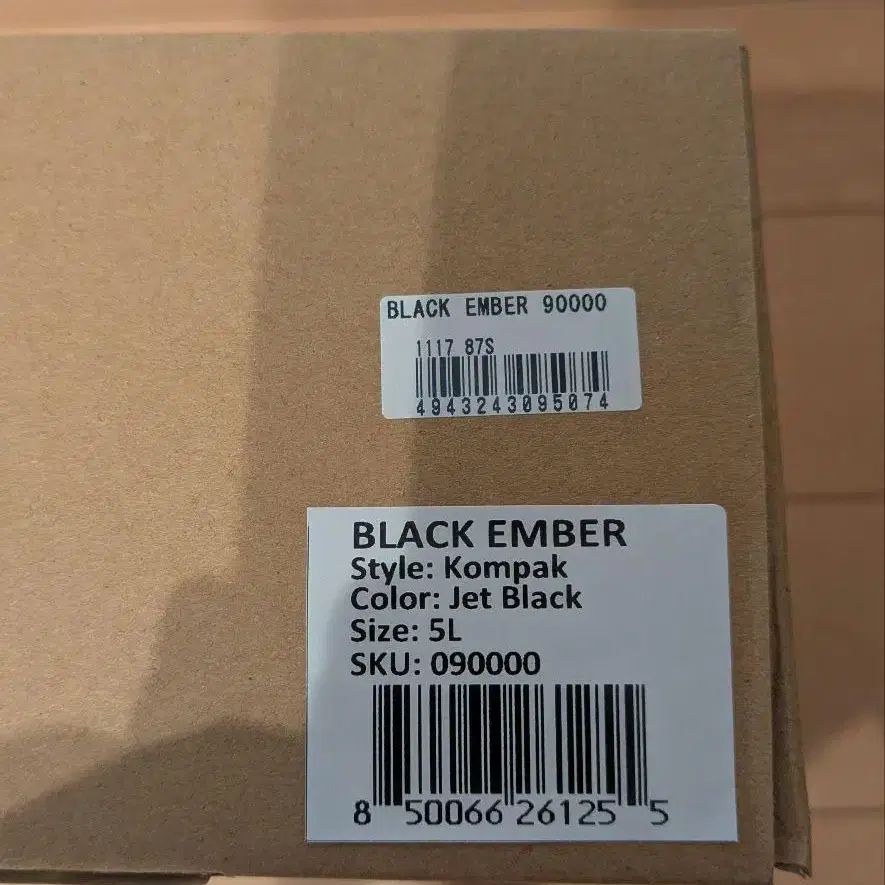 BLACK EMBER 90000
1117 87S
4943243095074
BLACK EMBER
Style: Kompak
Color: Jet Black
Size: 5L
SKU: 090000
8 50066 26125 5